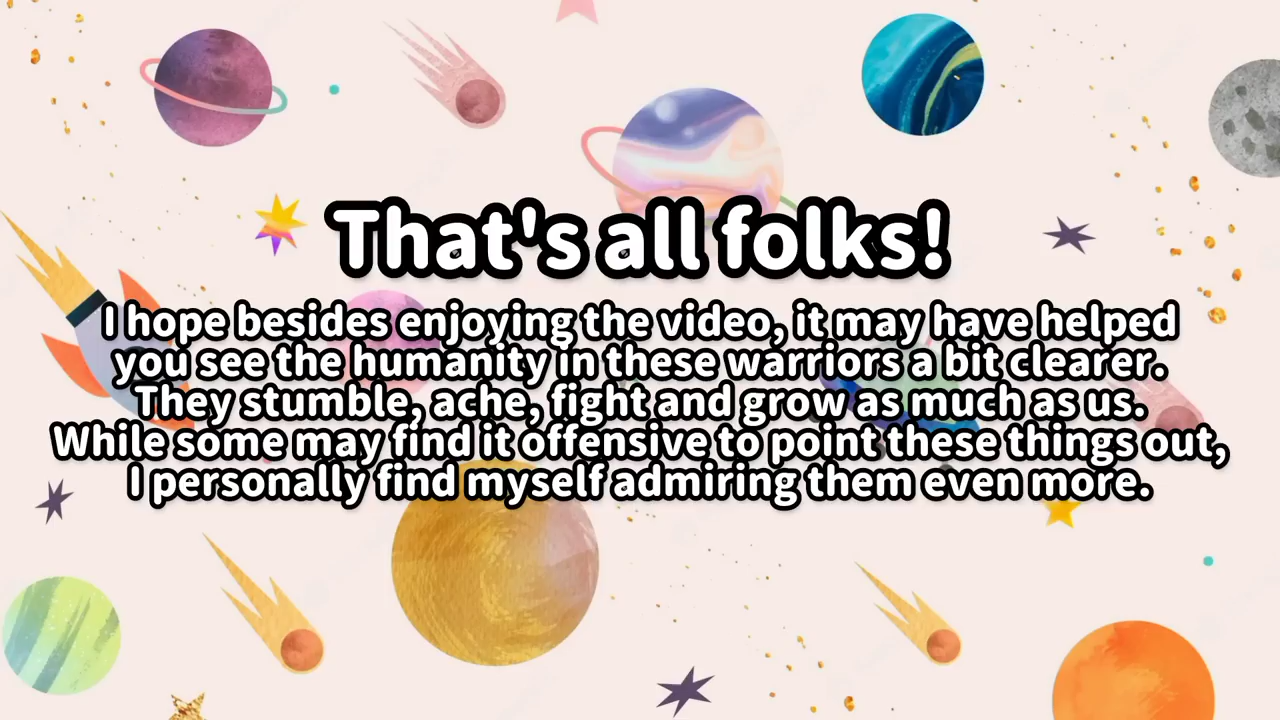 That's all folks!
I hope besides enjoying the video, it may have helped
you see the humanity in these warriors a bit clearer.
They stumble, ache, fight and grow as much as us.
While some may find it offensive to point these things out,
I personally find myself admiring them even more.